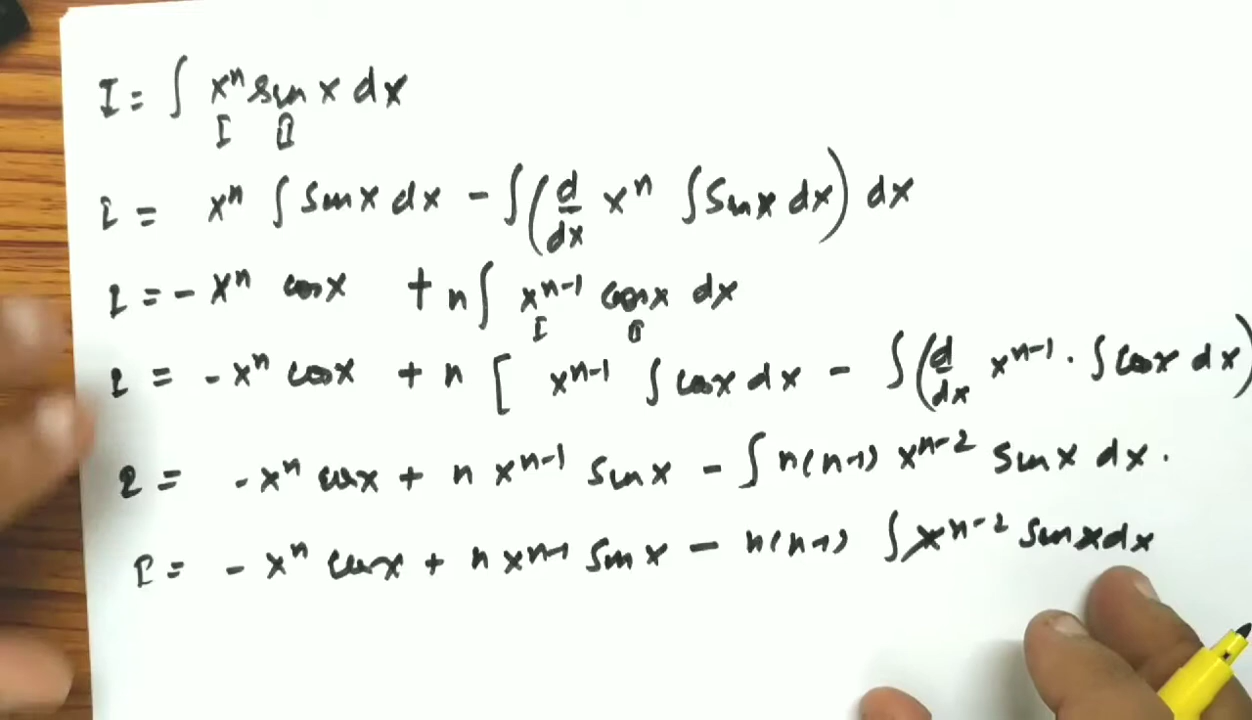 I = ∫ xⁿ sin x dx
I II
I = xⁿ ∫ sin x dx - ∫ (d/dx xⁿ ∫ sin x dx) dx
I = - xⁿ cos x + n ∫ xⁿ⁻¹ cos x dx
I II
I = - xⁿ cos x + n [ xⁿ⁻¹ ∫ cos x dx - ∫ (d/dx xⁿ⁻¹ · ∫ cos x dx)
I = - xⁿ cos x + n xⁿ⁻¹ sin x - ∫ n(n-1) xⁿ⁻² sin x dx.
I = - xⁿ cos x + n xⁿ⁻¹ sin x - n(n-1) ∫ xⁿ⁻² sin x dx